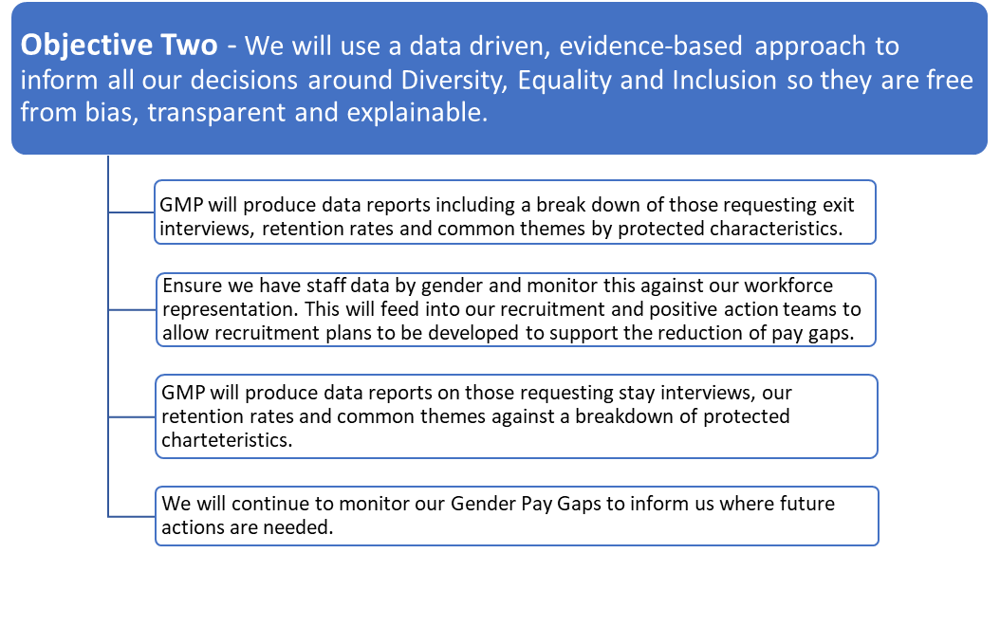 Objective Two - We will use a data driven, evidence-based approach to
inform all our decisions around Diversity, Equality and Inclusion so they are free
from bias, transparent and explainable.
GMP will produce data reports including a break down of those requesting exit
interviews, retention rates and common themes by protected characteristics.
Ensure we have staff data by gender and monitor this against our workforce
representation. This will feed into our recruitment and positive action teams to
allow recruitment plans to be developed to support the reduction of pay gaps.
GMP will produce data reports on those requesting stay interviews, our
retention rates and common themes against a breakdown of protected
charteteristics.
We will continue to monitor our Gender Pay Gaps to inform us where future
actions are needed.